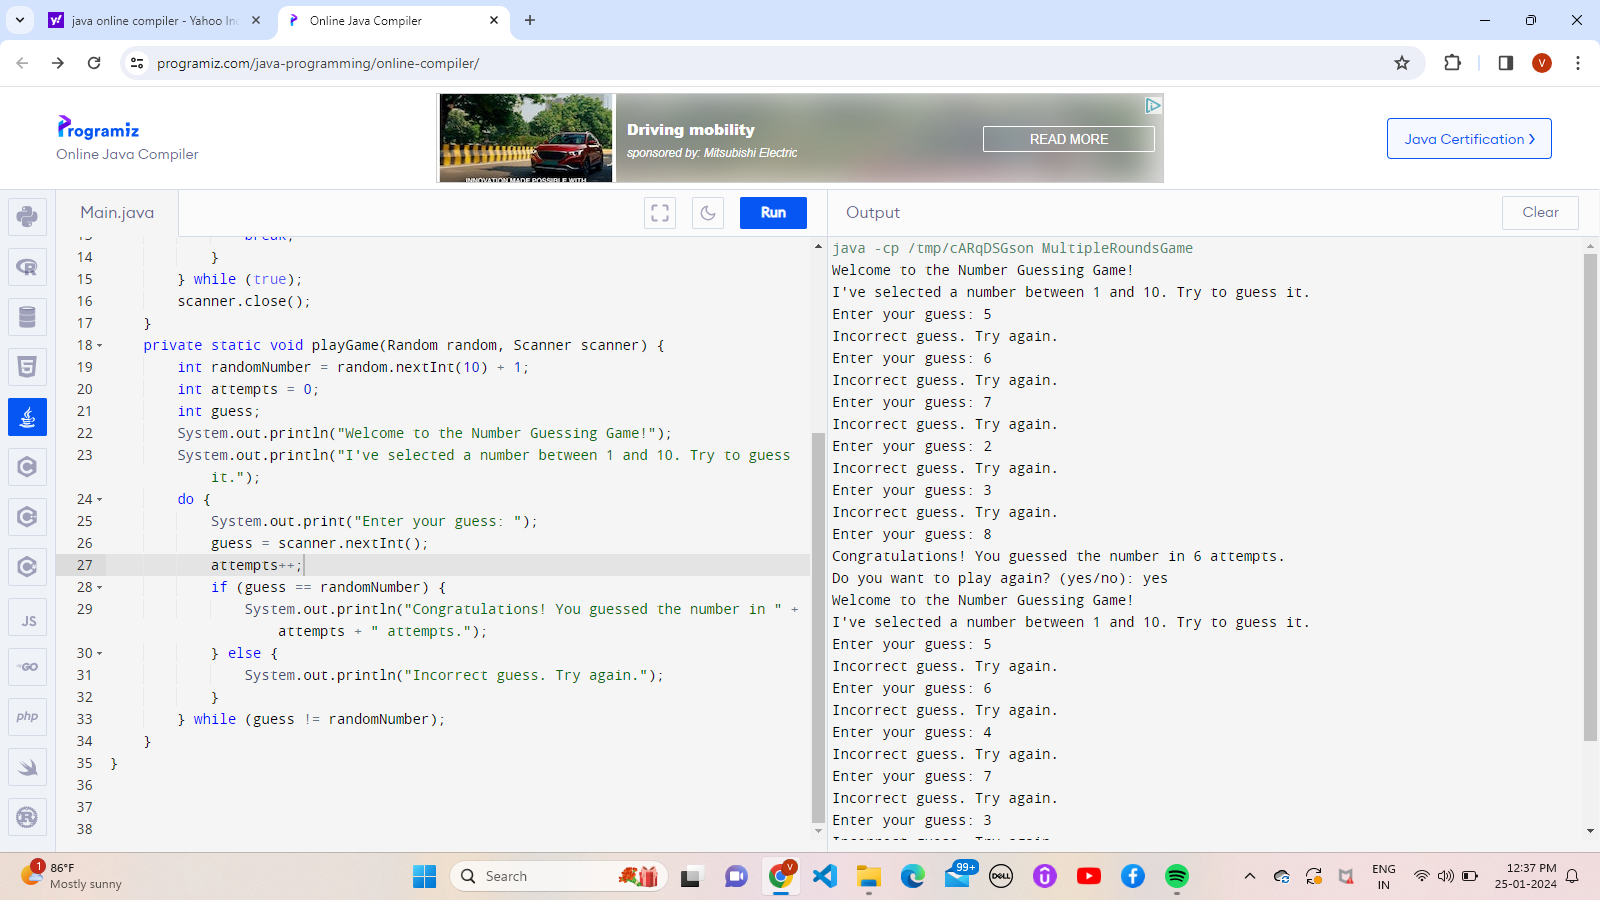 java online compiler - Yahoo In
Online Java Compiler
programiz.com/java-programming/online-compiler/
V
Programiz
Online Java Compiler
Driving mobility
sponsored by: Mitsubishi Electric
READ MORE
INNOVATION MADE POSSIBLE WITH
Java Certification ›
Main.java
Run
Output
Clear
13 break;
14 }
15 } while (true);
16 scanner.close();
17 }
18 private static void playGame(Random random, Scanner scanner) {
19 int randomNumber = random.nextInt(10) + 1;
20 int attempts = 0;
21 int guess;
22 System.out.println("Welcome to the Number Guessing Game!");
23 System.out.println("I've selected a number between 1 and 10. Try to guess
it.");
24 do {
25 System.out.print("Enter your guess: ");
26 guess = scanner.nextInt();
27 attempts++;
28 if (guess == randomNumber) {
29 System.out.println("Congratulations! You guessed the number in " +
attempts + " attempts.");
30 } else {
31 System.out.println("Incorrect guess. Try again.");
32 }
33 } while (guess != randomNumber);
34 }
35 }
36
37
38
java -cp /tmp/cARqDSGson MultipleRoundsGame
Welcome to the Number Guessing Game!
I've selected a number between 1 and 10. Try to guess it.
Enter your guess: 5
Incorrect guess. Try again.
Enter your guess: 6
Incorrect guess. Try again.
Enter your guess: 7
Incorrect guess. Try again.
Enter your guess: 2
Incorrect guess. Try again.
Enter your guess: 3
Incorrect guess. Try again.
Enter your guess: 8
Congratulations! You guessed the number in 6 attempts.
Do you want to play again? (yes/no): yes
Welcome to the Number Guessing Game!
I've selected a number between 1 and 10. Try to guess it.
Enter your guess: 5
Incorrect guess. Try again.
Enter your guess: 6
Incorrect guess. Try again.
Enter your guess: 4
Incorrect guess. Try again.
Enter your guess: 7
Incorrect guess. Try again.
Enter your guess: 3
Incorrect guess. Try again.
JS
GO
php
1
86°F
Mostly sunny
Search
V
99+
DELL
ENG
IN
12:37 PM
25-01-2024